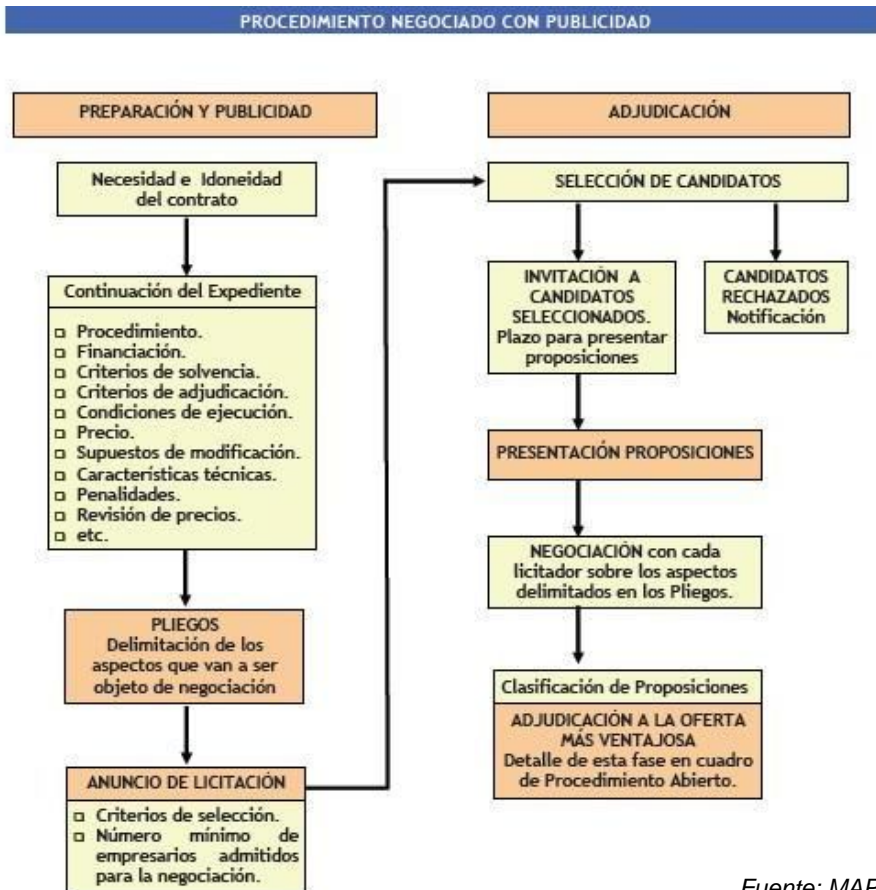 PROCEDIMIENTO NEGOCIADO CON PUBLICIDAD
PREPARACIÓN Y PUBLICIDAD
Necesidad e Idoneidad
del contrato
Continuación del Expediente
Procedimiento.
Financiación.
Criterios de solvencia.
Criterios de adjudicación.
Condiciones de ejecución.
Precio.
Supuestos de modificación.
Características técnicas.
Penalidades.
Revisión de precios.
etc.
PLIEGOS
Delimitación de los
aspectos que van a ser
objeto de negociación
ANUNCIO DE LICITACIÓN
Criterios de selección.
Número mínimo de
empresarios admitidos
para la negociación.
ADJUDICACIÓN
SELECCIÓN DE CANDIDATOS
INVITACIÓN A
CANDIDATOS
SELECCIONADOS.
Plazo para presentar
proposiciones
CANDIDATOS
RECHAZADOS
Notificación
PRESENTACIÓN PROPOSICIONES
NEGOCIACIÓN con cada
licitador sobre los aspectos
delimitados en los Pliegos.
Clasificación de Proposiciones
ADJUDICACIÓN A LA OFERTA
MÁS VENTAJOSA
Detalle de esta fase en cuadro
de Procedimiento Abierto.
Fuente: